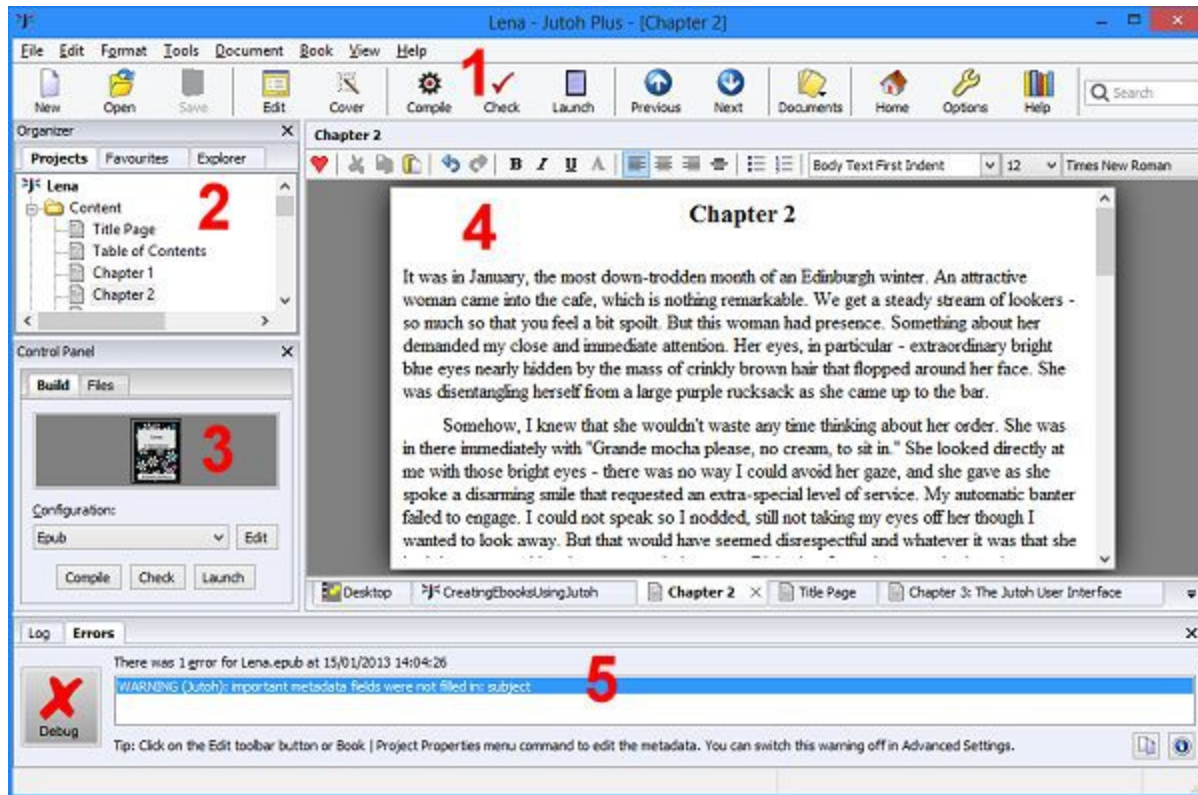 Lena - Jutoh Plus - [Chapter 2]
File Edit Format Tools Document Book View Help
1
New Open Save Edit Cover Compile Check Launch Previous Next Documents Home Options Help Search
Organizer
Projects Favourites Explorer
Lena
Content
Title Page
Table of Contents
Chapter 1
Chapter 2
2
Control Panel
Build Files
3
Configuration:
Epub Edit
Compile Check Launch
Chapter 2
B I U A Body Text First Indent 12 Times New Roman
4
Chapter 2
It was in January, the most down-trodden month of an Edinburgh winter. An attractive
woman came into the cafe, which is nothing remarkable. We get a steady stream of lookers -
so much so that you feel a bit spoilt. But this woman had presence. Something about her
demanded my close and immediate attention. Her eyes, in particular - extraordinary bright
blue eyes nearly hidden by the mass of crinkly brown hair that flopped around her face. She
was disentangling herself from a large purple rucksack as she came up to the bar.
Somehow, I knew that she wouldn't waste any time thinking about her order. She was
in there immediately with "Grande mocha please, no cream, to sit in." She looked directly at
me with those bright eyes - there was no way I could avoid her gaze, and she gave as she
spoke a disarming smile that requested an extra-special level of service. My automatic banter
failed to engage. I could not speak so I nodded, still not taking my eyes off her though I
wanted to look away. But that would have seemed disrespectful and whatever it was that she
Desktop CreatingEbooksUsingJutoh Chapter 2 Title Page Chapter 3: The Jutoh User Interface
Log Errors
There was 1 error for Lena.epub at 15/01/2013 14:04:26
WARNING (Jutoh): important metadata fields were not filled in: subject
5
Debug
Tip: Click on the Edit toolbar button or Book | Project Properties menu command to edit the metadata. You can switch this warning off in Advanced Settings.